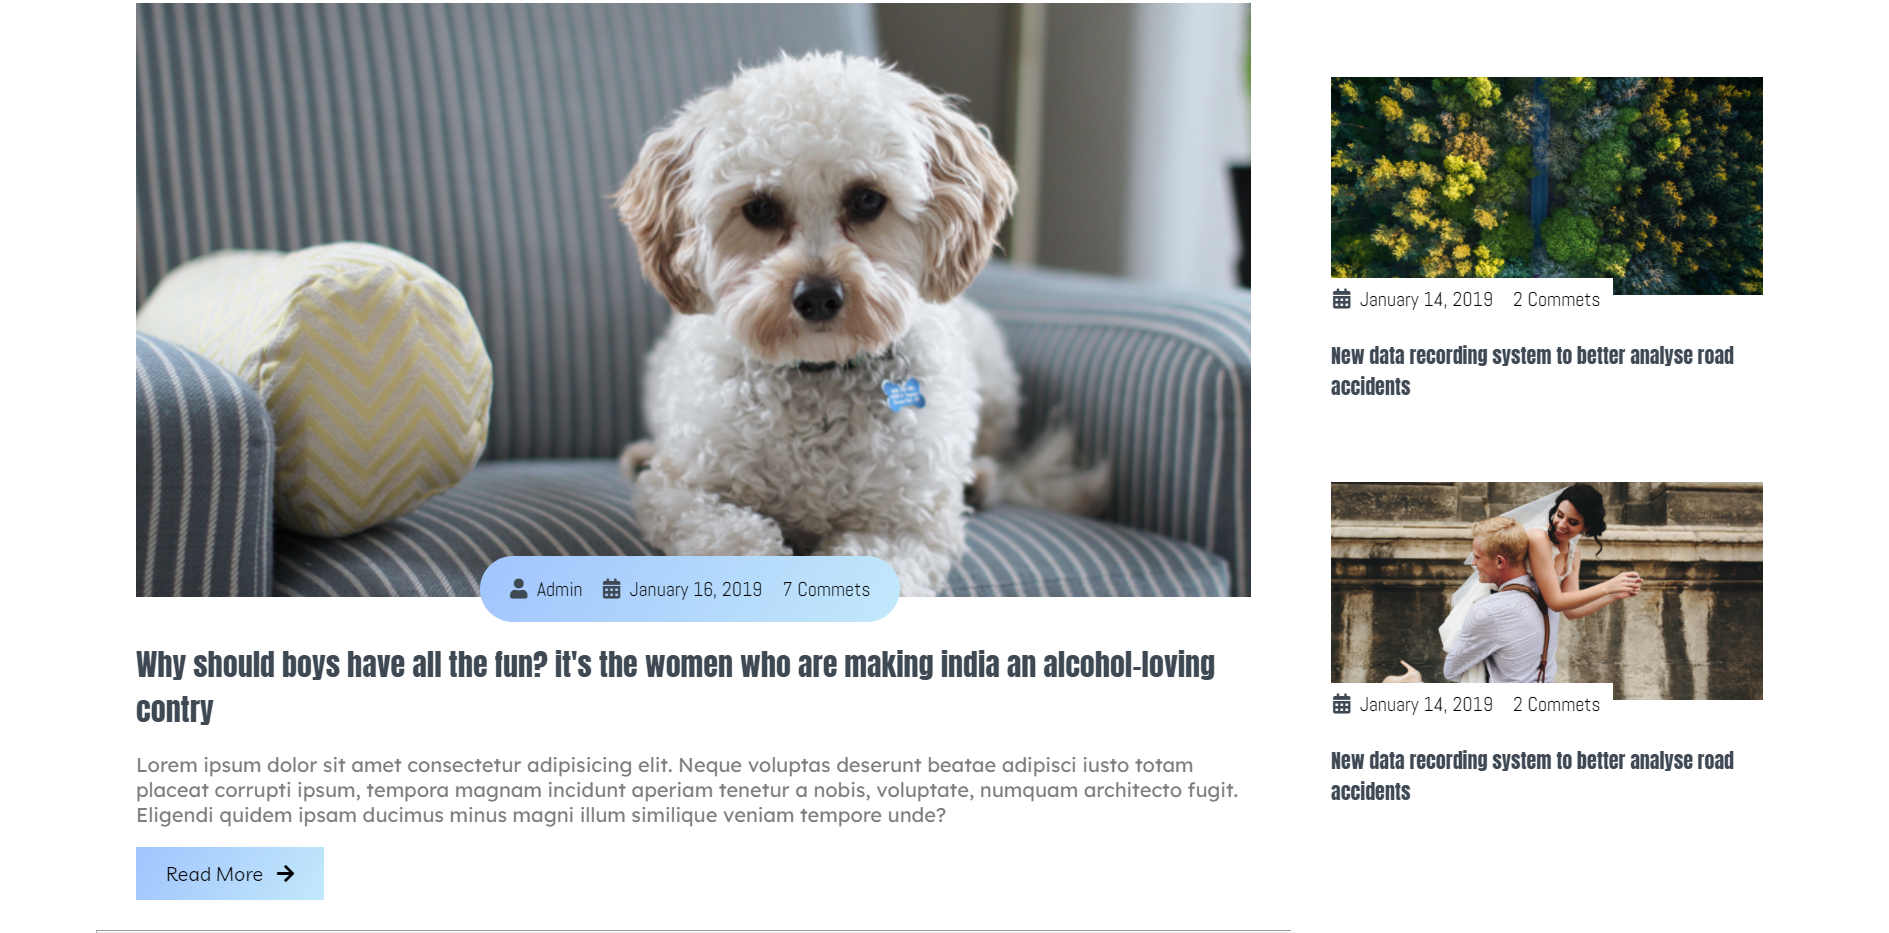 Admin January 16, 2019 7 Commets
Why should boys have all the fun? it's the women who are making india an alcohol-loving
contry
Lorem ipsum dolor sit amet consectetur adipisicing elit. Neque voluptas deserunt beatae adipisci iusto totam
placeat corrupti ipsum, tempora magnam incidunt aperiam tenetur a nobis, voluptate, numquam architecto fugit.
Eligendi quidem ipsam ducimus minus magni illum similique veniam tempore unde?
Read More
January 14, 2019 2 Commets
New data recording system to better analyse road
accidents
January 14, 2019 2 Commets
New data recording system to better analyse road
accidents